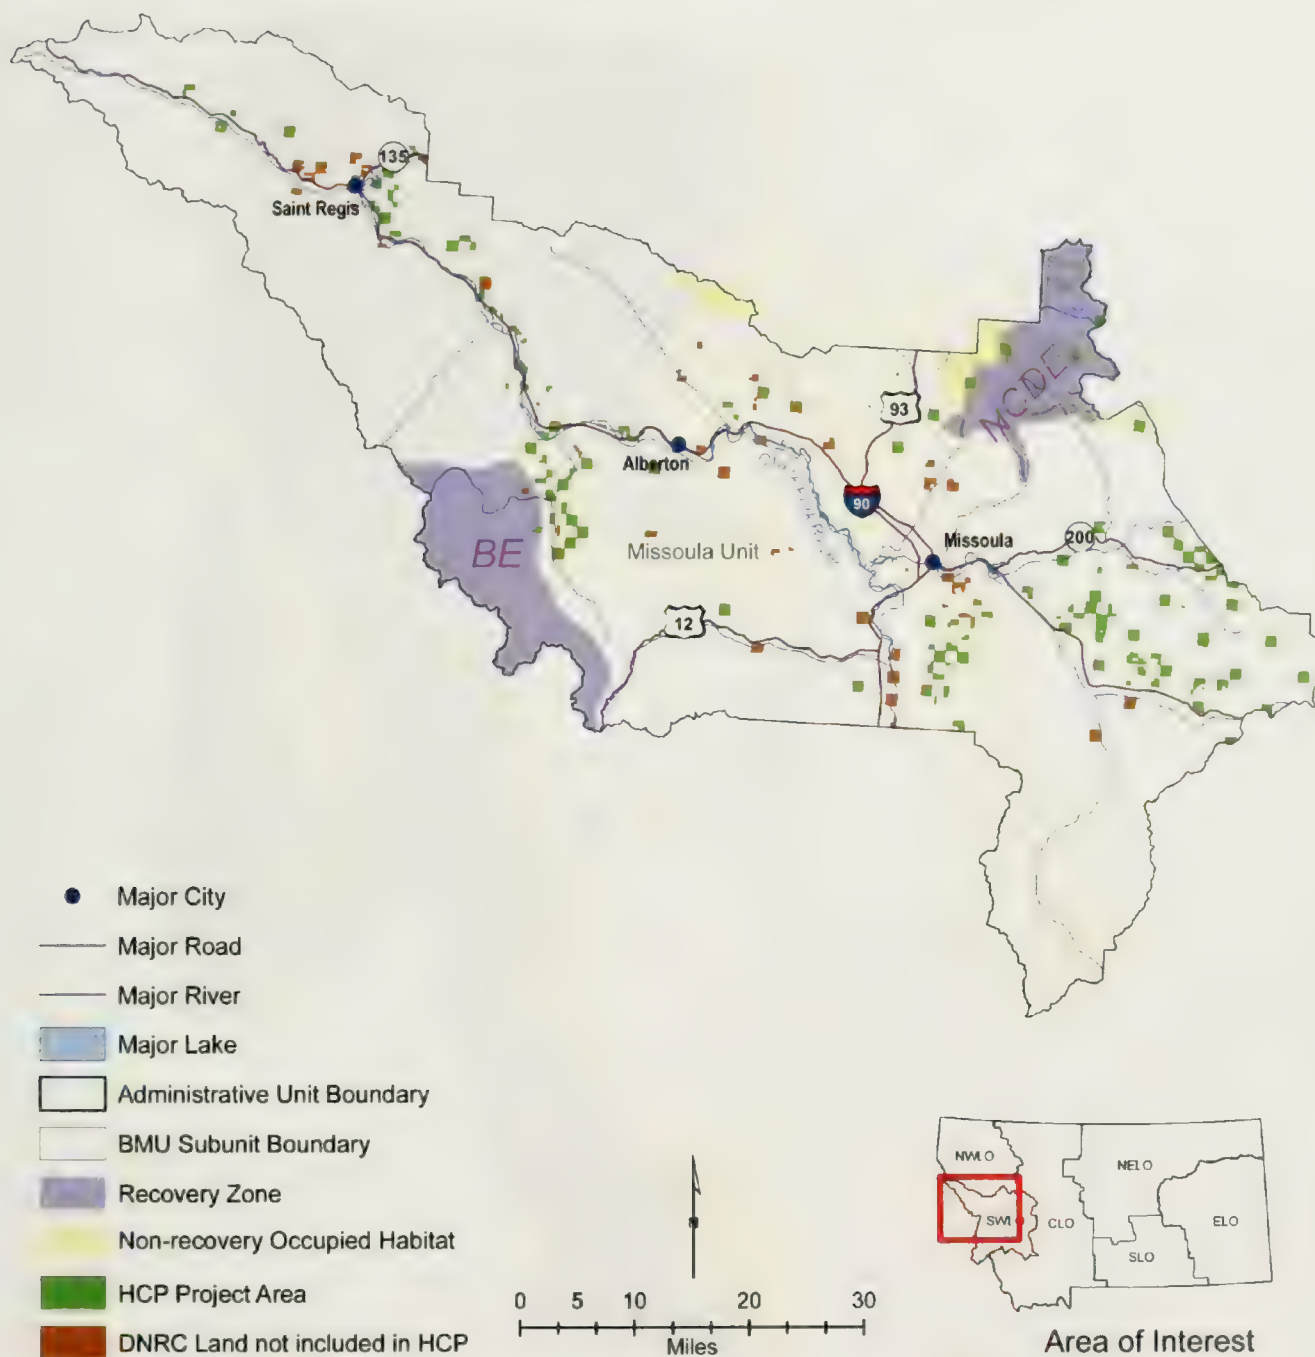 135
Saint Regis
NCDE
93
Alberton
90
Missoula
200
BE
Missoula Unit
12
Major City
Major Road
Major River
Major Lake
Administrative Unit Boundary
BMU Subunit Boundary
Recovery Zone
Non-recovery Occupied Habitat
HCP Project Area
DNRC Land not included in HCP
0 5 10 20 30
Miles
NWLO
NELO
SWL
CLO
ELO
SLO
Area of Interest